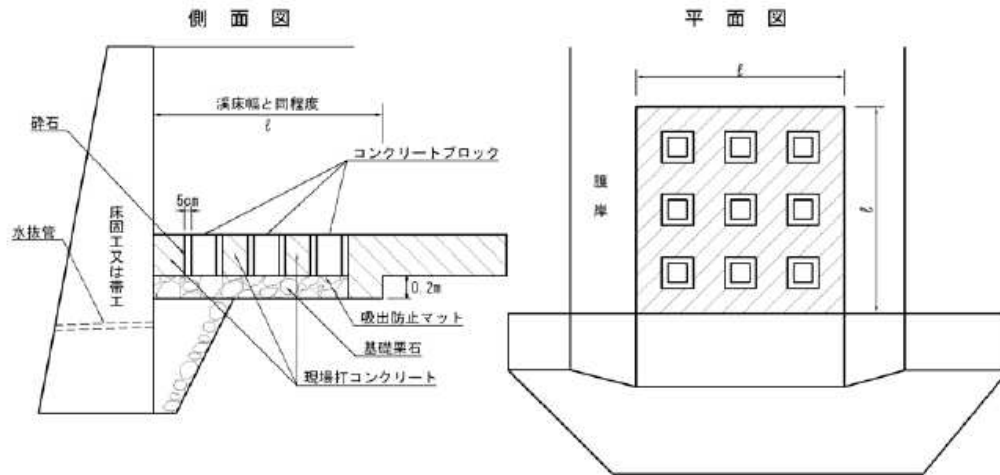 側面図
平面図
渓床幅と同程度
ℓ
ℓ
砕石
コンクリートブロック
5cm
護岸
ℓ
水抜管
床固工又は帯工
0.2m
吸出防止マット
基礎栗石
現場打コンクリート